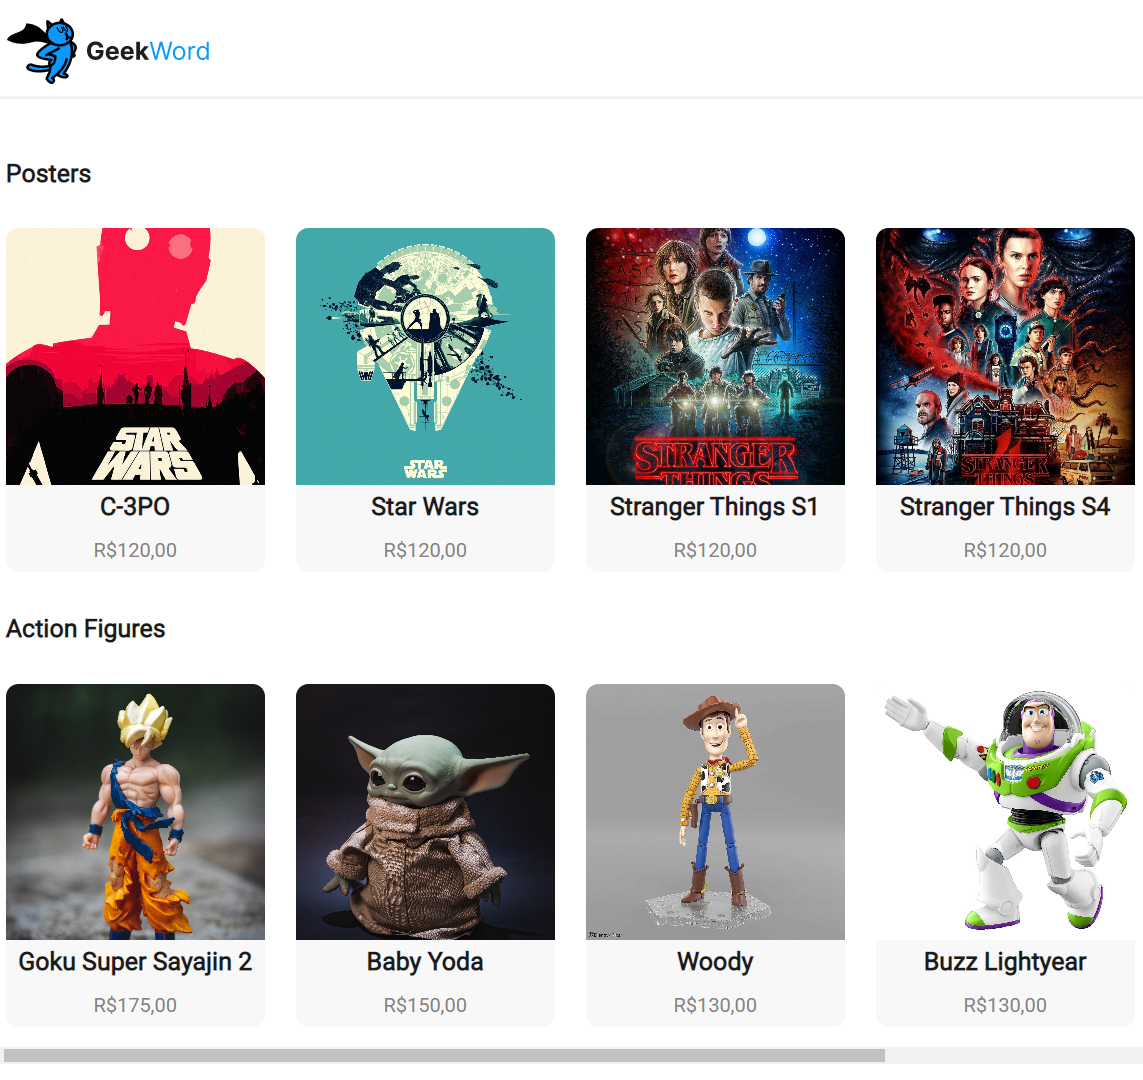 GeekWord
Posters
STAR
WARS
STAR
WARS
STRANGER
THINGS
STRANGER
THINGS
C-3PO
Star Wars
Stranger Things S1
Stranger Things S4
R$120,00
R$120,00
R$120,00
R$120,00
Action Figures
Goku Super Sayajin 2
Baby Yoda
Woody
Buzz Lightyear
R$175,00
R$150,00
R$130,00
R$130,00